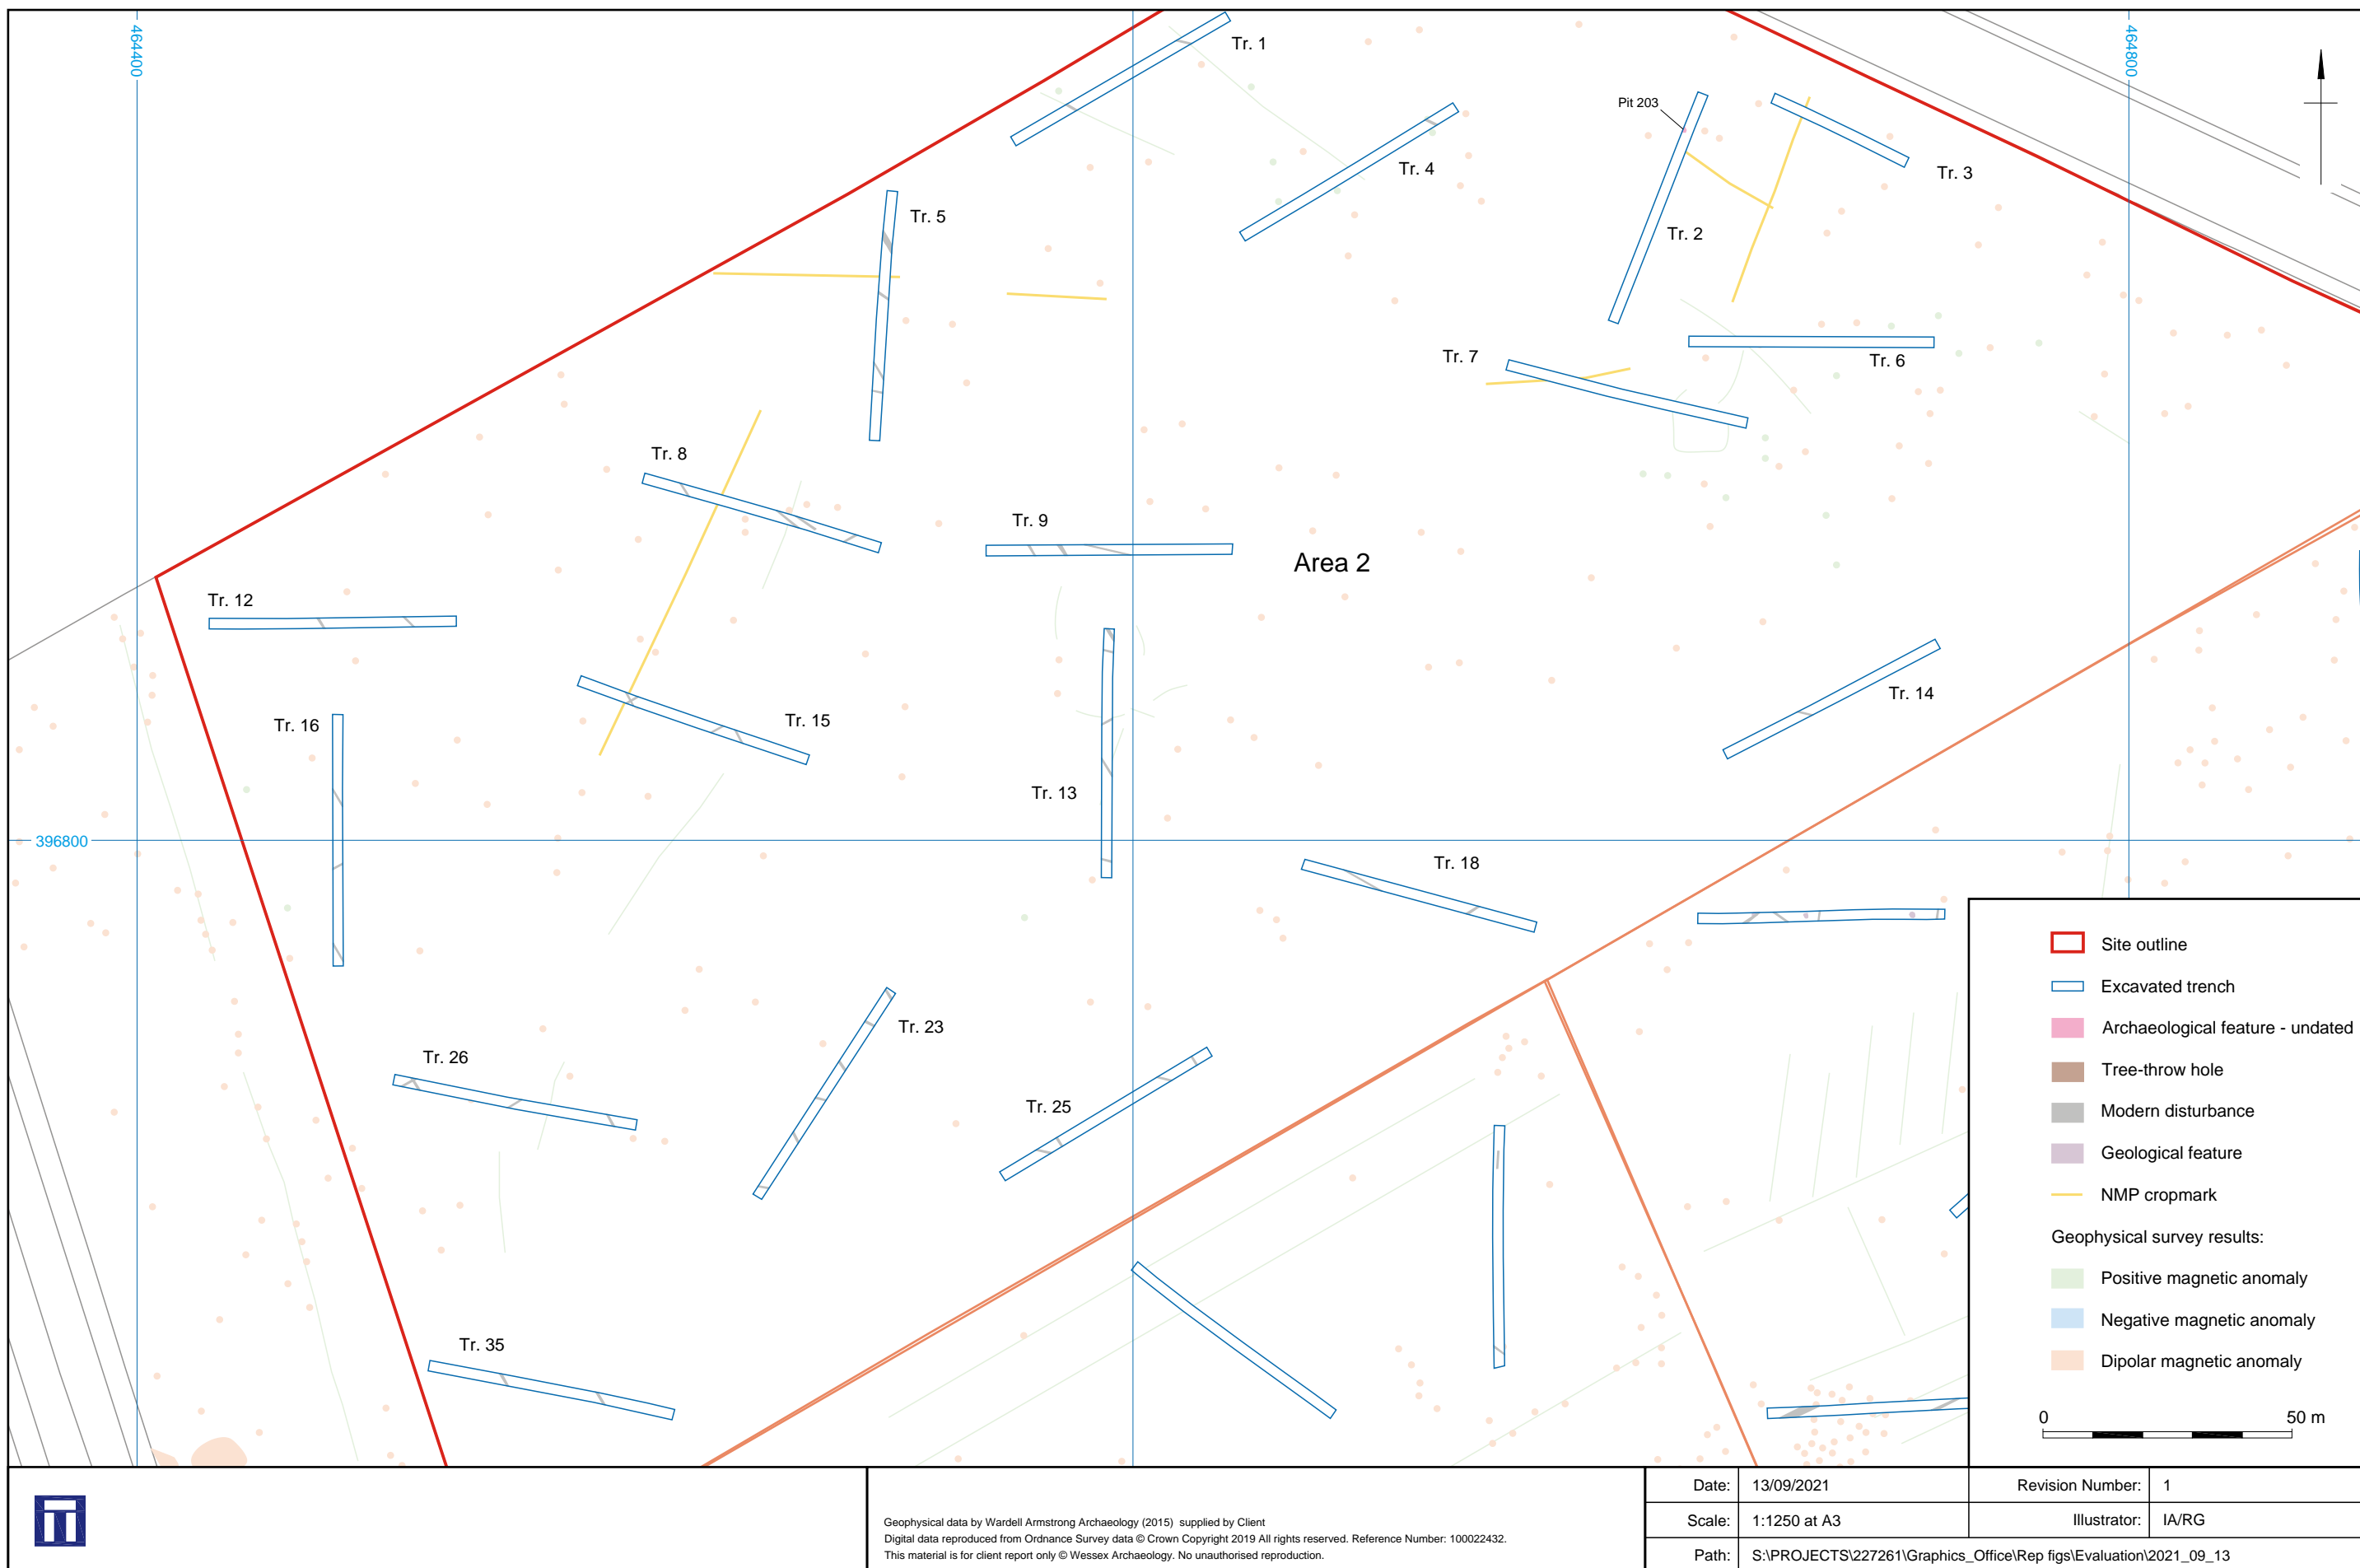 464400
464800
Tr. 1
Pit 203
Tr. 4
Tr. 3
Tr. 5
Tr. 2
Tr. 7
Tr. 6
Tr. 8
Tr. 9
Area 2
Tr. 12
Tr. 14
Tr. 16
Tr. 15
Tr. 13
396800
Tr. 18
Tr. 23
Tr. 26
Tr. 25
Tr. 35
Site outline
Excavated trench
Archaeological feature - undated
Tree-throw hole
Modern disturbance
Geological feature
NMP cropmark
Geophysical survey results:
Positive magnetic anomaly
Negative magnetic anomaly
Dipolar magnetic anomaly
0 50 m
Geophysical data by Wardell Armstrong Archaeology (2015) supplied by Client
Digital data reproduced from Ordnance Survey data © Crown Copyright 2019 All rights reserved. Reference Number: 100022432.
This material is for client report only © Wessex Archaeology. No unauthorised reproduction.
Date: 13/09/2021 Revision Number: 1
Scale: 1:1250 at A3 Illustrator: IA/RG
Path: S:\PROJECTS\227261\Graphics_Office\Rep figs\Evaluation\2021_09_13